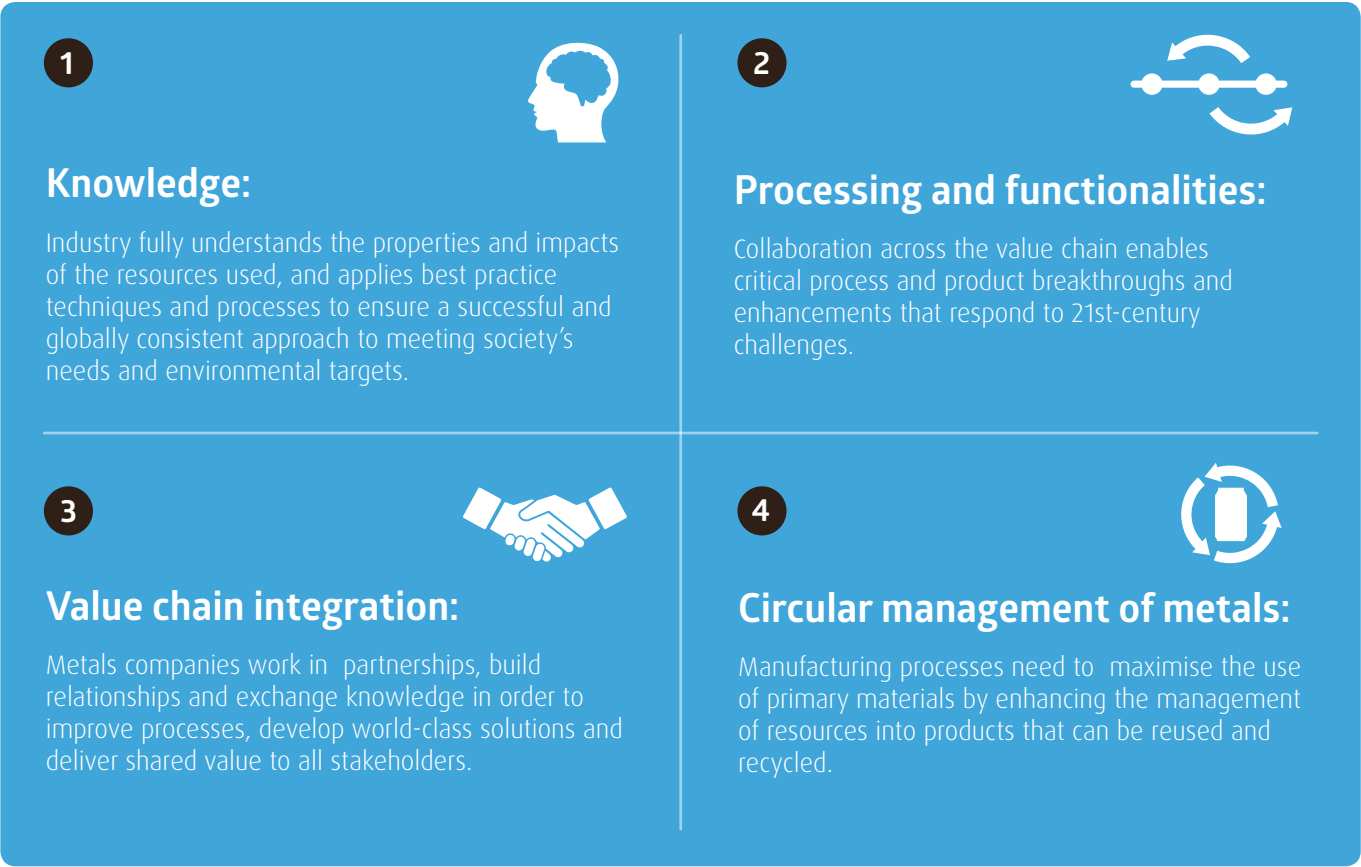 1
Knowledge:
Industry fully understands the properties and impacts
of the resources used, and applies best practice
techniques and processes to ensure a successful and
globally consistent approach to meeting society's
needs and environmental targets.
2
Processing and functionalities:
Collaboration across the value chain enables
critical process and product breakthroughs and
enhancements that respond to 21st-century
challenges.
3
Value chain integration:
Metals companies work in  partnerships, build
relationships and exchange knowledge in order to
improve processes, develop world-class solutions and
deliver shared value to all stakeholders.
4
Circular management of metals:
Manufacturing processes need to  maximise the use
of primary materials by enhancing the management
of resources into products that can be reused and
recycled.